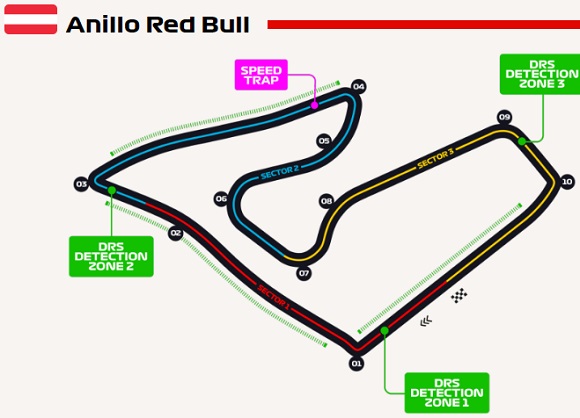 Anillo Red Bull
SPEED
TRAP
DRS
DETECTION
ZONE 3
04
09
05
SECTOR 3
SECTOR 2
03
10
06
08
02
DRS
DETECTION
ZONE 2
07
SECTOR 1
01
DRS
DETECTION
ZONE 1